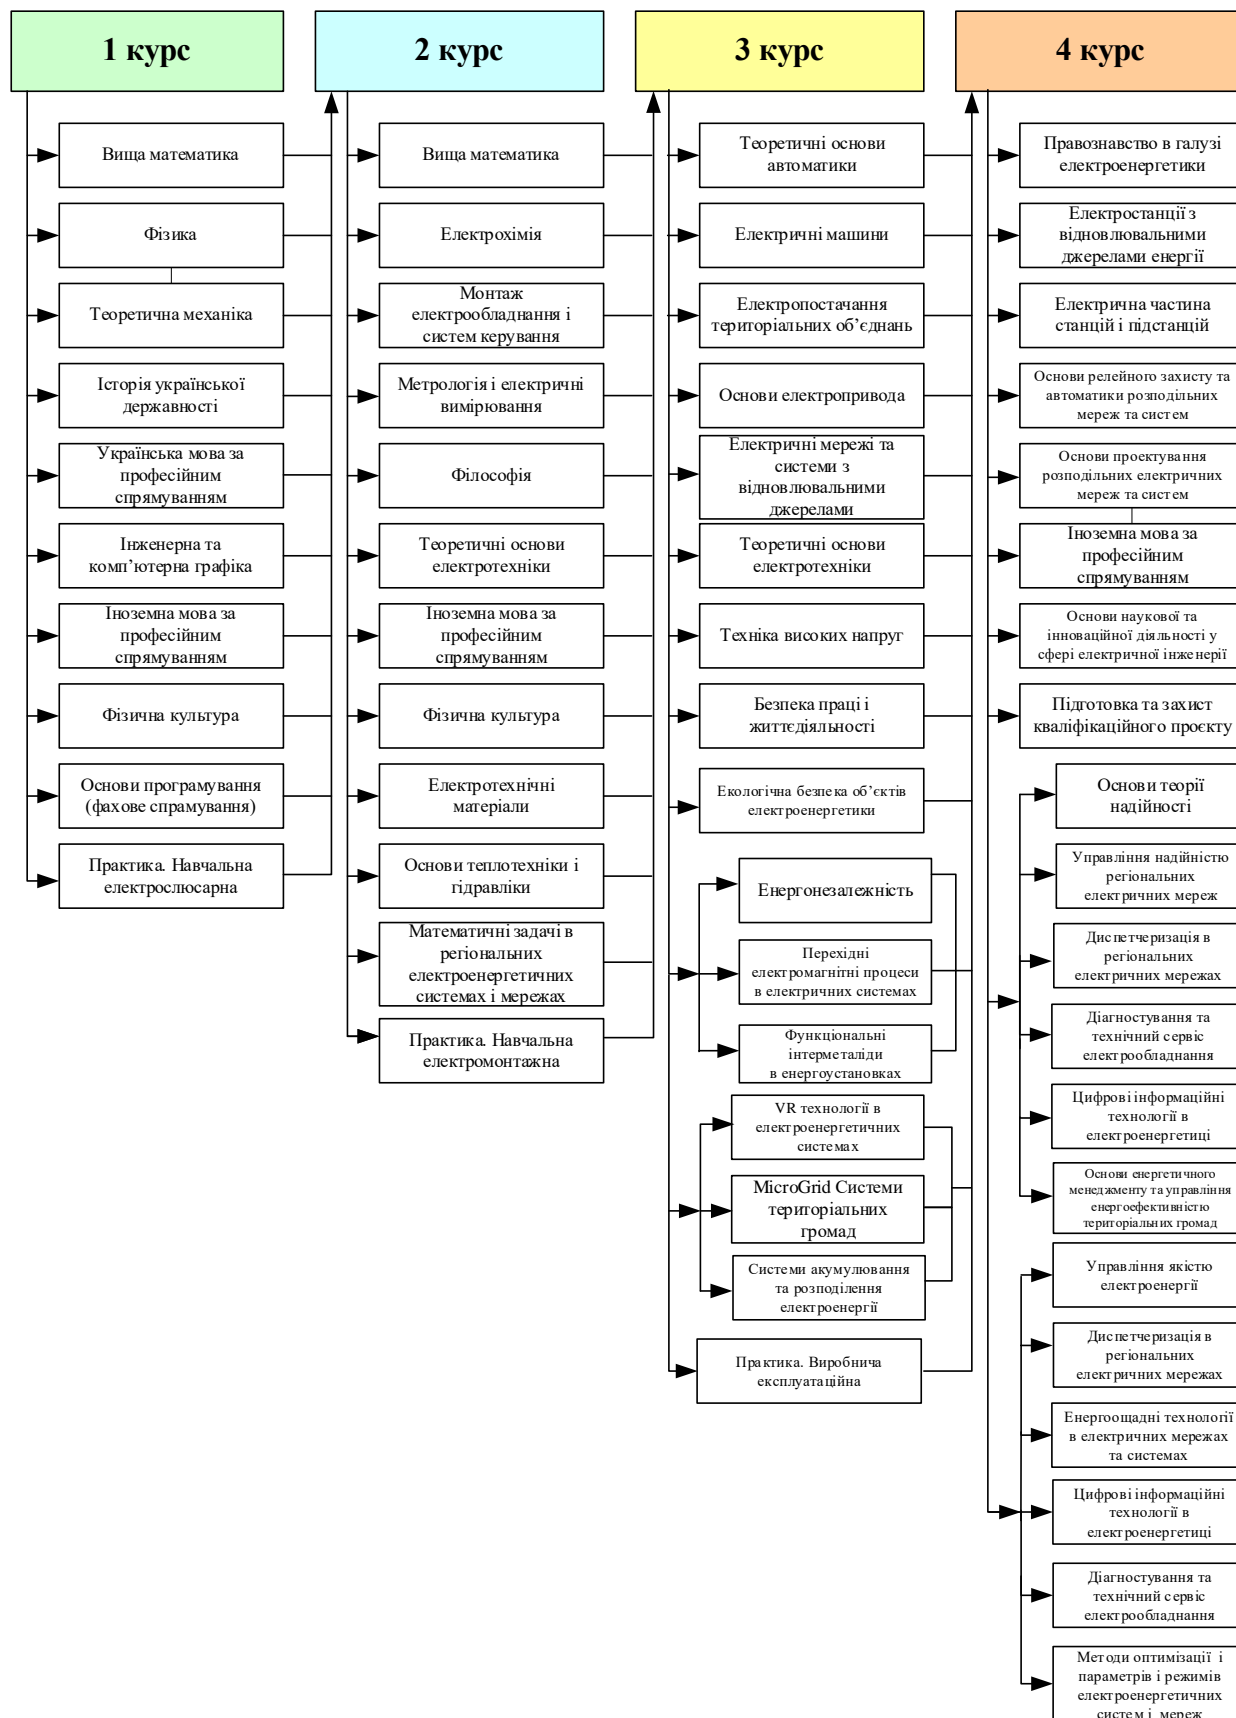 1 курс
Вища математика
Фізика
Теоретична механіка
Історія української
державності
Українська мова за
професійним
спрямуванням
Інженерна та
комп’ютерна графіка
Іноземна мова за
професійним
спрямуванням
Фізична культура
Основи програмування
(фахове спрамування)
Практика. Навчальна
електрослюсарна
2 курс
Вища математика
Електрохімія
Монтаж
електрообладнання і
систем керування
Метрологія і електричні
вимірювання
Філософія
Теоретичні основи
електротехніки
Іноземна мова за
професійним
спрямуванням
Фізична культура
Електротехнічні
матеріали
Основи теплотехніки і
гідравліки
Математичні задачі в
регіональних
електроенергетичних
системах і мережах
Практика. Навчальна
електромонтажна
3 курс
Теоретичні основи
автоматики
Електричні машини
Електропостачання
територіальних об’єднань
Основи електропривода
Електричні мережі та
системи з
відновлювальними
джерелами
Теоретичні основи
електротехніки
Техніка високих напруг
Безпека праці і
життєдіяльності
Екологічна безпека об’єктів
електроенергетики
Енергонезалежність
Перехідні
електромагнітні процеси
в електричних системах
Функціональні
інтерметаліди
в енергоустановках
VR технології в
електроенергетичних
системах
MicroGrid Системи
територіальних
громад
Системи акумулювання
та розподілення
електроенергії
Практика. Виробнича
експлуатаційна
4 курс
Правознавство в галузі
електроенергетики
Електростанції з
відновлювальними
джерелами енергії
Електрична частина
станцій і підстанцій
Основи релейного захисту та
автоматики розподільних
мереж та систем
Основи проектування
розподільних електричних
мереж та систем
Іноземна мова за
професійним
спрямуванням
Основи наукової та
інноваційної діяльності у
сфері електричної інженерії
Підготовка та захист
кваліфікаційного проєкту
Основи теорії
надійності
Управління надійністю
регіональних
електричних мереж
Диспетчеризація в
регіональних
електричних мережах
Діагностування та
технічний сервіс
електрообладнання
Цифрові інформаційні
технології в
електроенергетиці
Основи енергетичного
менеджменту та управління
енергоефективністю
територіальних громад
Управління якістю
електроенергії
Диспетчеризація в
регіональних
електричних мережах
Енергоощадні технології
в електричних мережах
та системах
Цифрові інформаційні
технології в
електроенергетиці
Діагностування та
технічний сервіс
електрообладнання
Методи оптимізації і
параметрів і режимів
електроенергетичних
систем і мереж